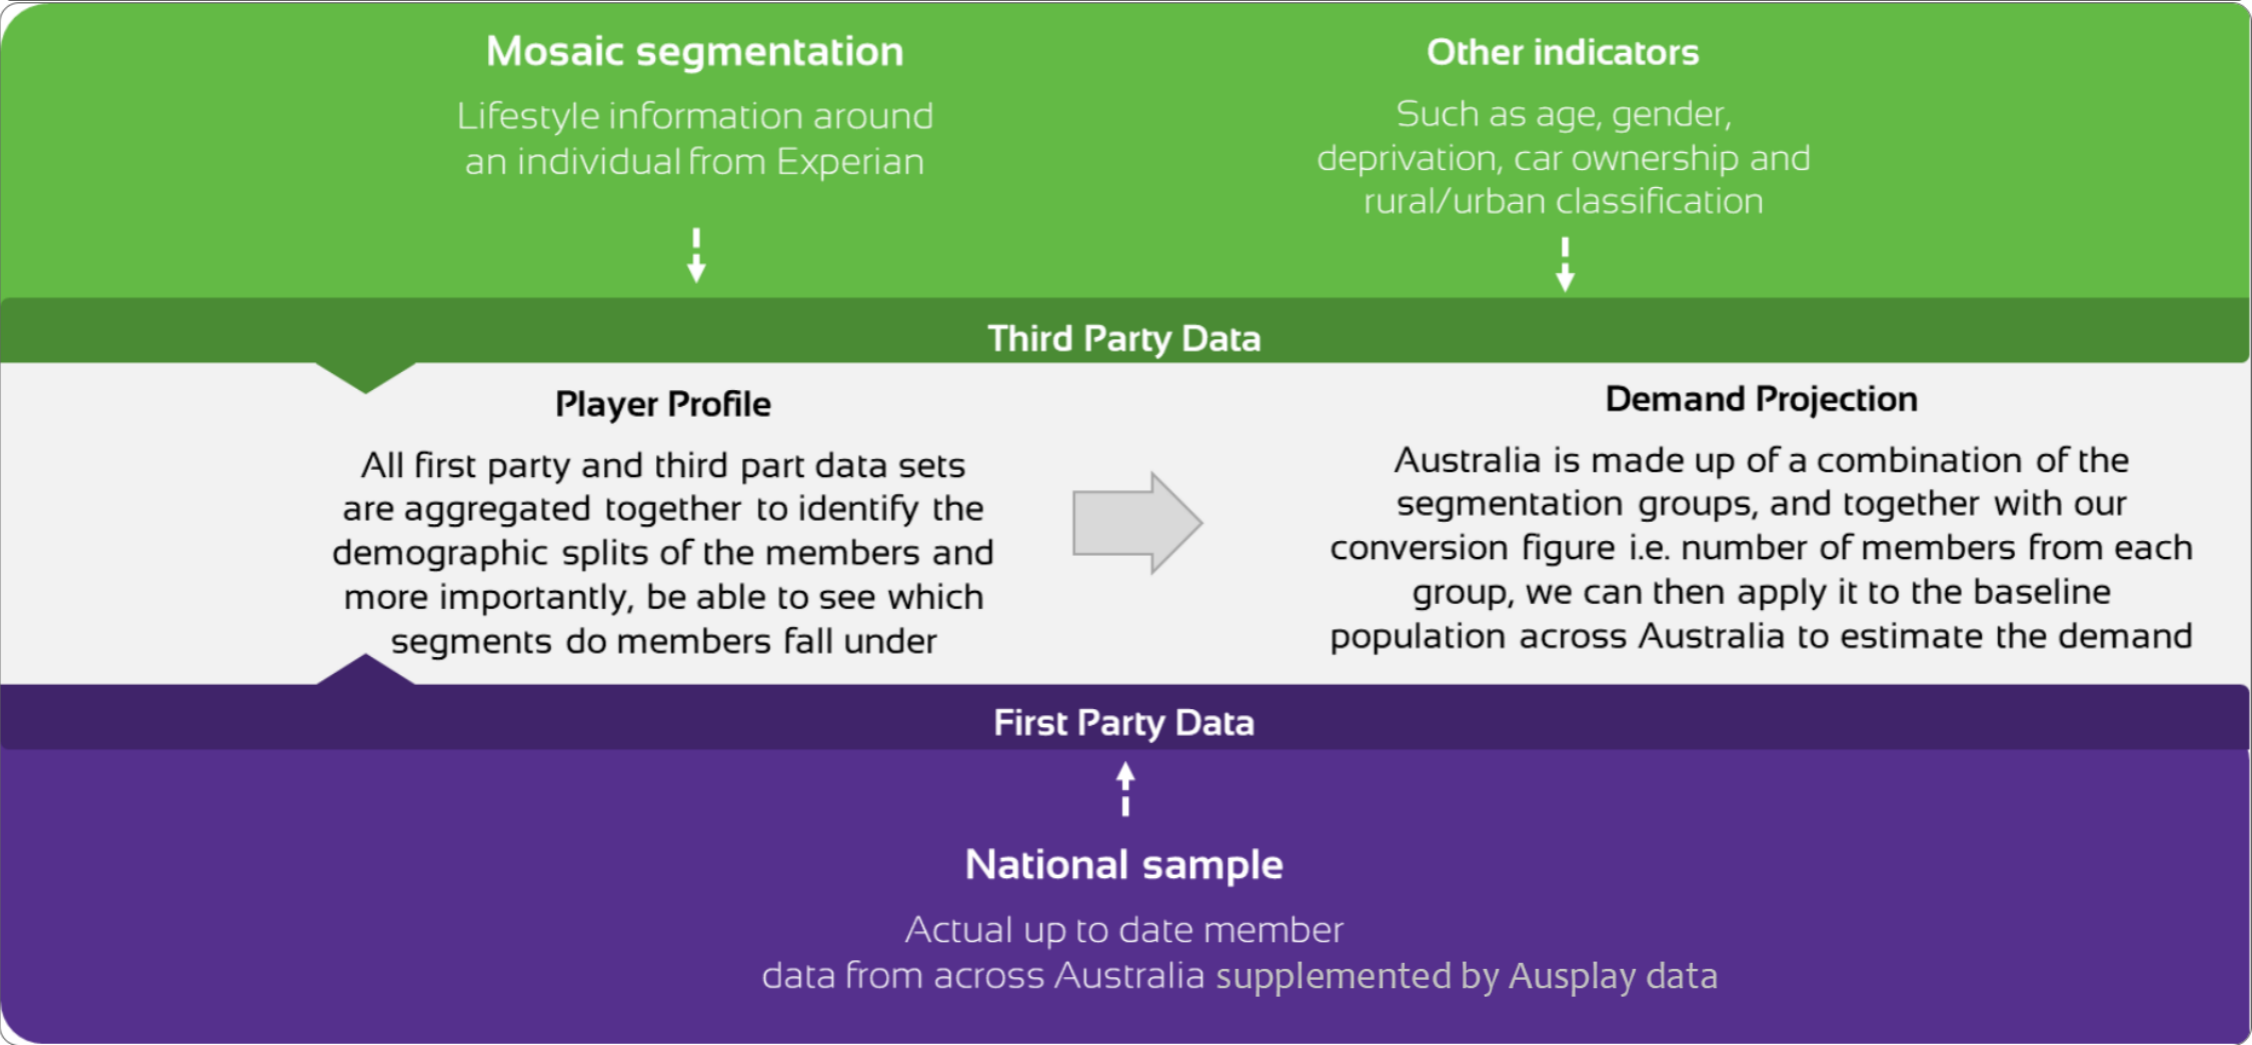 Mosaic segmentation
Lifestyle information around
an individual from Experian
Other indicators
Such as age, gender,
deprivation, car ownership and
rural/urban classification
Third Party Data
Player Profile
All first party and third part data sets
are aggregated together to identify the
demographic splits of the members and
more importantly, be able to see which
segments do members fall under
Demand Projection
Australia is made up of a combination of the
segmentation groups, and together with our
conversion figure i.e. number of members from each
group, we can then apply it to the baseline
population across Australia to estimate the demand
First Party Data
National sample
Actual up to date member
data from across Australia supplemented by Ausplay data